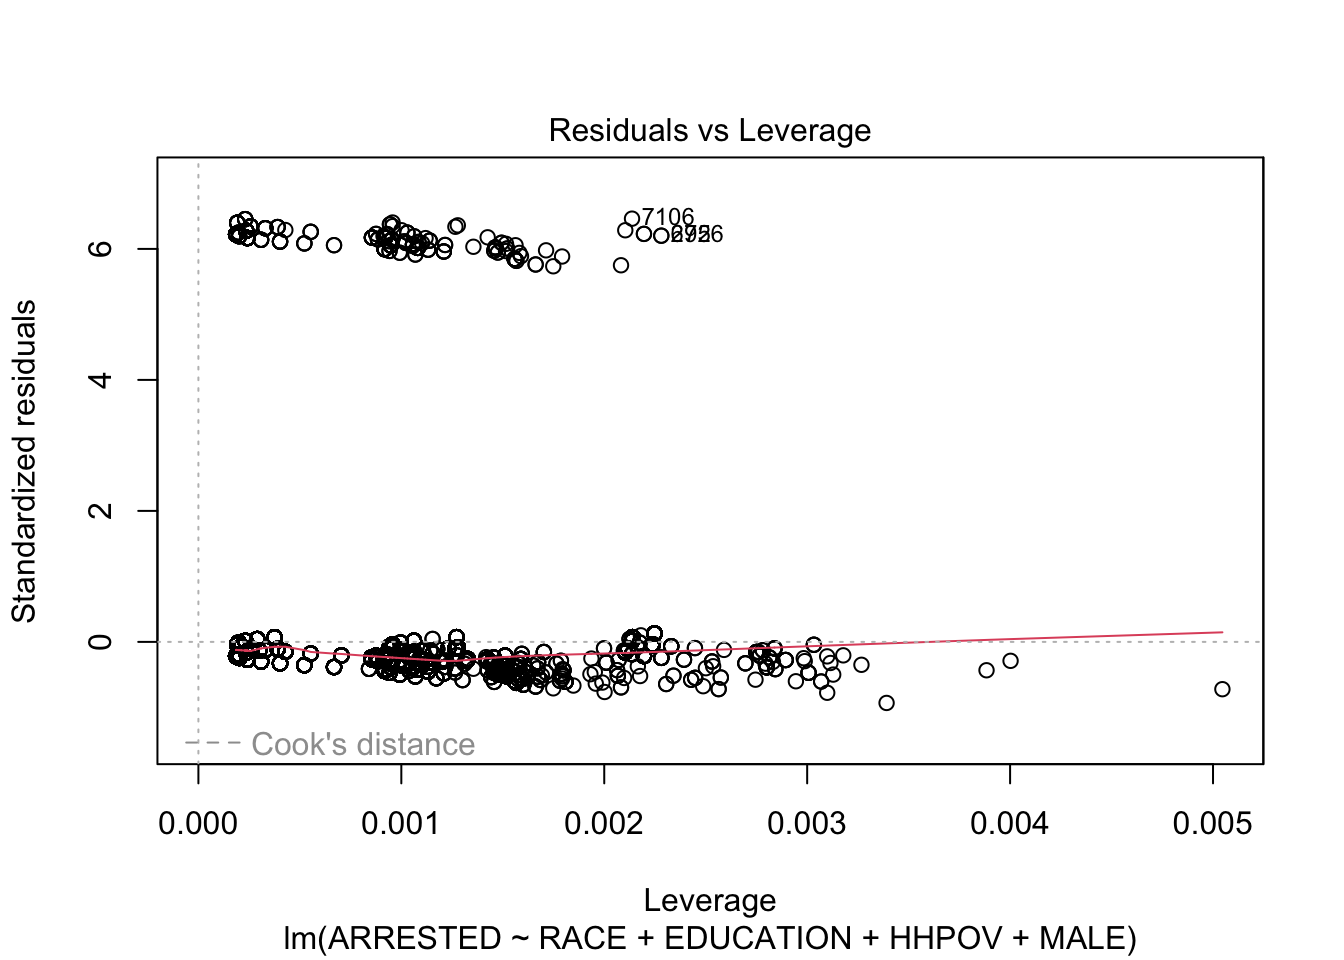 Residuals vs Leverage
Standardized residuals
6
4
2
0
7106
Cook's distance
0.000 0.001 0.002 0.003 0.004 0.005
Leverage
lm(ARRESTED ~ RACE + EDUCATION + HHPOV + MALE)